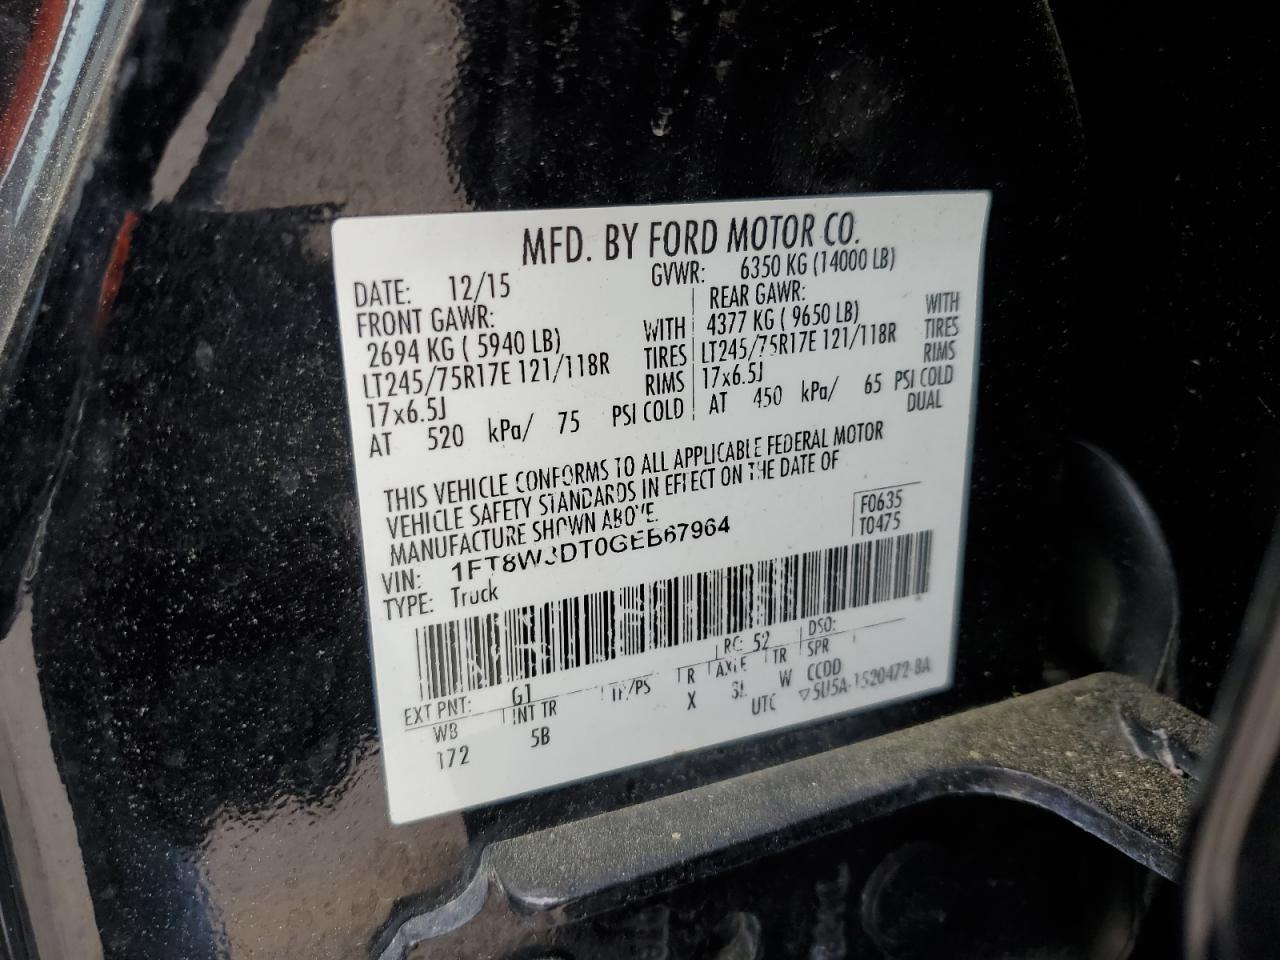 MFD. BY FORD MOTOR CO.
DATE: 12/15 GVWR: 6350 KG (14000 LB)
FRONT GAWR: REAR GAWR:
2694 KG ( 5940 LB) WITH 4377 KG ( 9650 LB) WITH
LT245/75R17E 121/118R TIRES LT245/75R17E 121/118R TIRES
17x6.5J RIMS 17x6.5J RIMS
AT 520 kPa/ 75 PSI COLD AT 450 kPa/ 65 PSI COLD
DUAL
THIS VEHICLE CONFORMS TO ALL APPLICABLE FEDERAL MOTOR
VEHICLE SAFETY STANDARDS IN EFFECT ON THE DATE OF
MANUFACTURE SHOWN ABOVE.
F0635
T0475
VIN: 1FT8W3DT0GEB67964
TYPE: Truck
EXT PNT: G1 RC: 52 DSO:
WB INT TR TP/PS R AXLE TR SPR
172 5B X 3L W CCDD
UTC ▽5U5A-1520472-BA